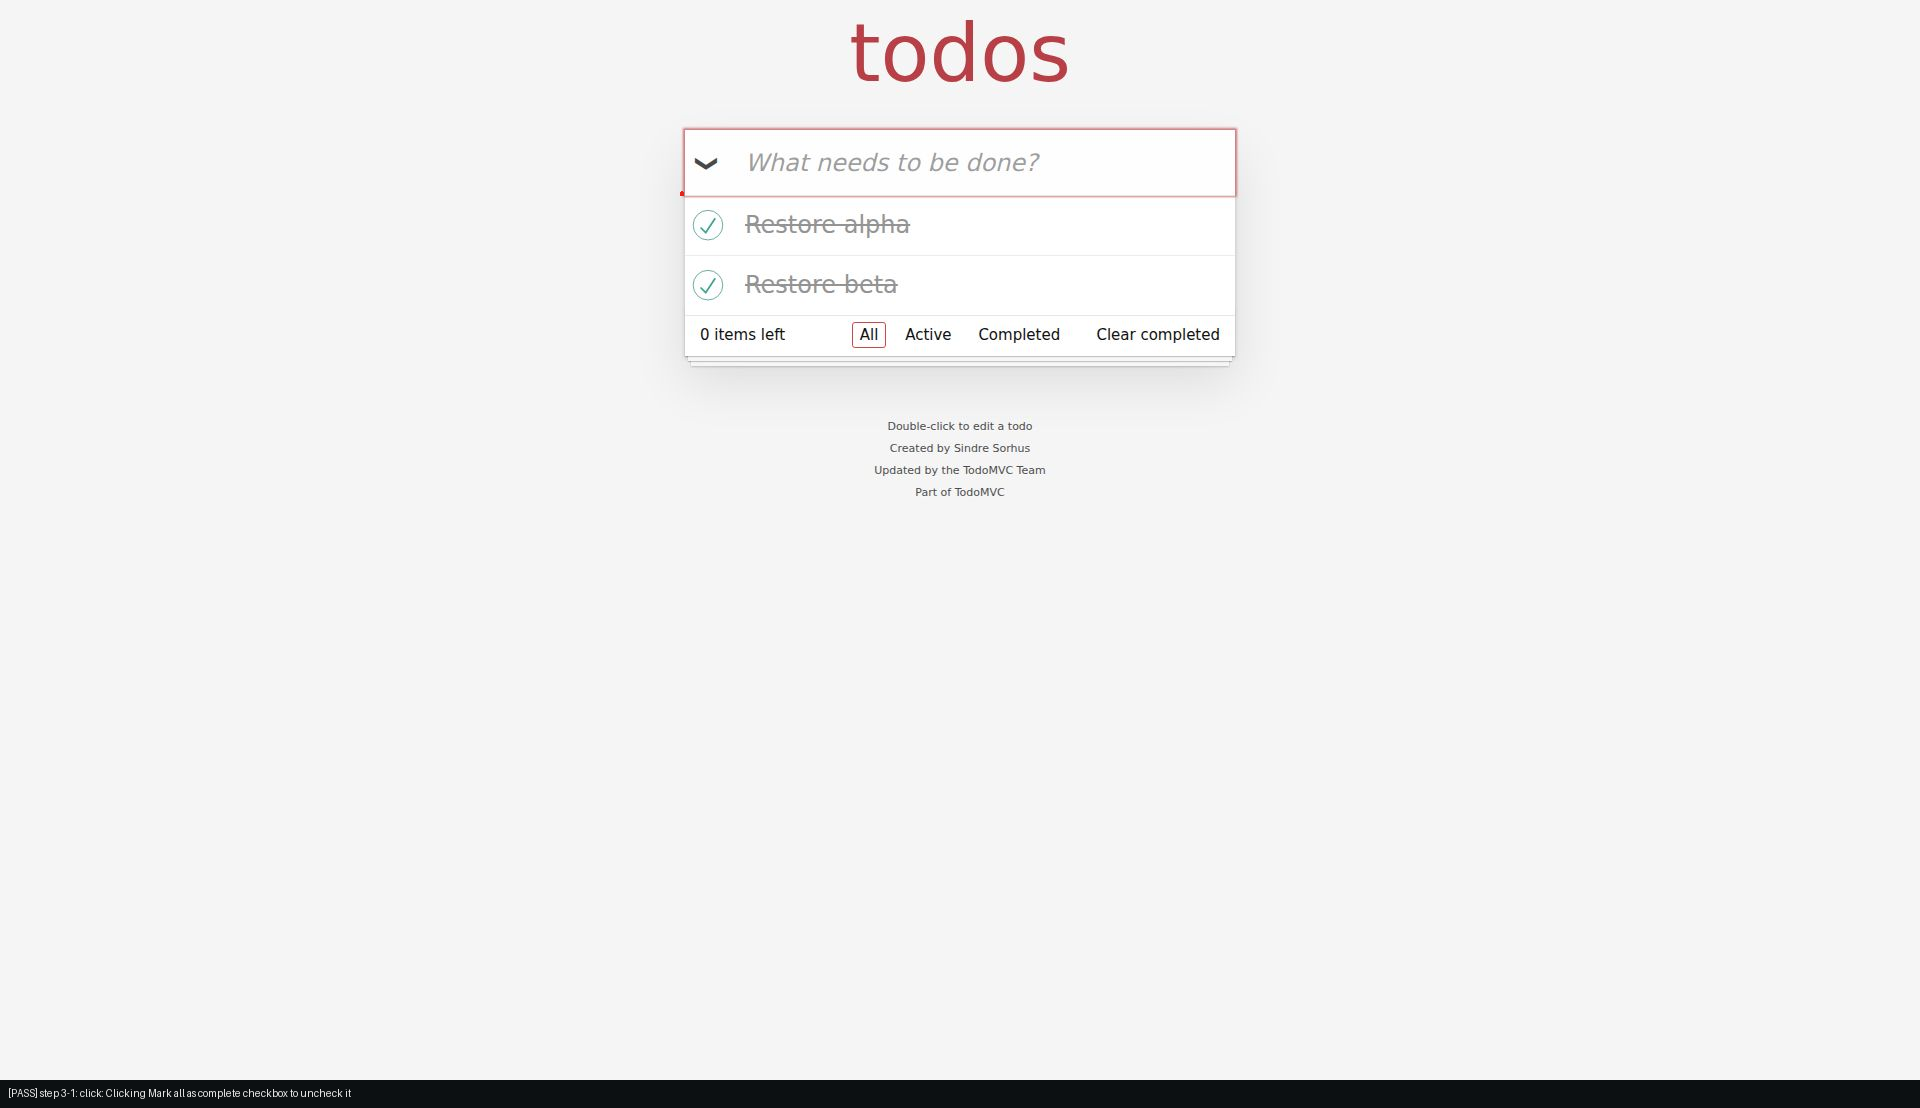 todos
What needs to be done?
Restore alpha
Restore beta
0 items left All Active Completed Clear completed
Double-click to edit a todo
Created by Sindre Sorhus
Updated by the TodoMVC Team
Part of TodoMVC
[PASS] step 3-1: click: Clicking Mark all as complete checkbox to uncheck it